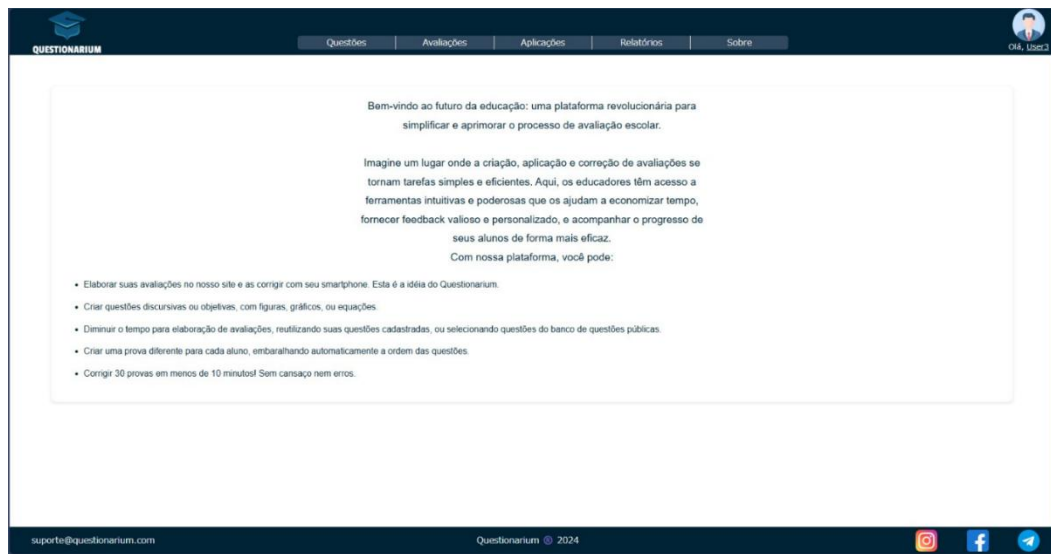 QUESTIONARIUM
Questões
Avaliações
Aplicações
Relatórios
Sobre
Olá, User3
Bem-vindo ao futuro da educação: uma plataforma revolucionária para
simplificar e aprimorar o processo de avaliação escolar.
Imagine um lugar onde a criação, aplicação e correção de avaliações se
tornam tarefas simples e eficientes. Aqui, os educadores têm acesso a
ferramentas intuitivas e poderosas que os ajudam a economizar tempo,
fornecer feedback valioso e personalizado, e acompanhar o progresso de
seus alunos de forma mais eficaz.
Com nossa plataforma, você pode:
• Elaborar suas avaliações no nosso site e as corrigir com seu smartphone. Esta é a idéia do Questionarium.
• Criar questões discursivas ou objetivas, com figuras, gráficos, ou equações.
• Diminuir o tempo para elaboração de avaliações, reutilizando suas questões cadastradas, ou selecionando questões do banco de questões públicas.
• Criar uma prova diferente para cada aluno, embaralhando automaticamente a ordem das questões.
• Corrigir 30 provas em menos de 10 minutos! Sem cansaço nem erros.
suporte@questionarium.com
Questionarium ® 2024